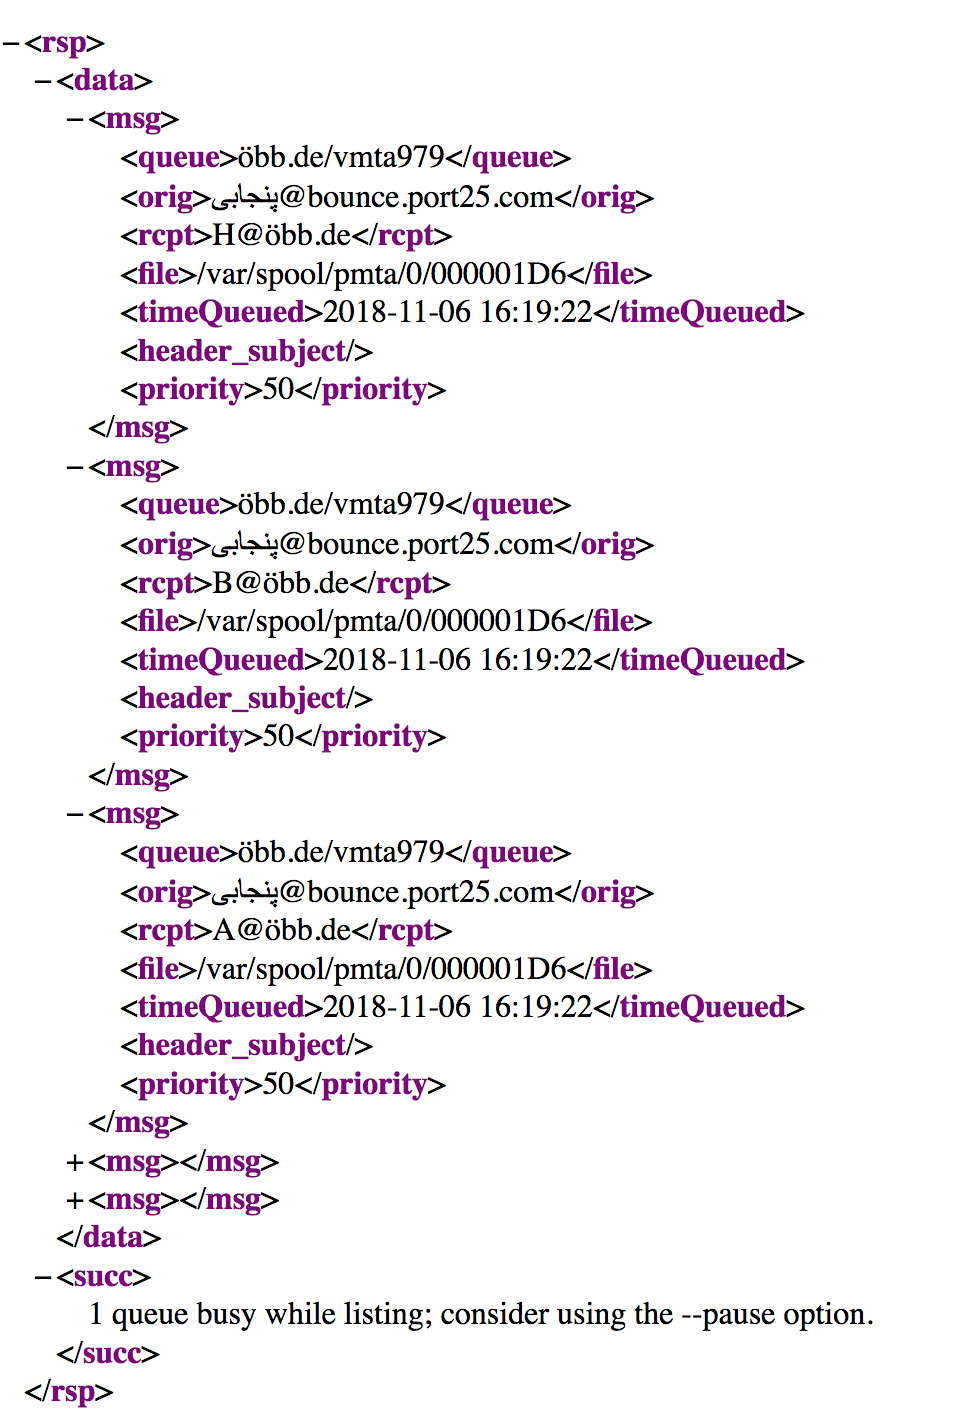 −<rsp>
−<data>
−<msg>
<queue>öbb.de/vmta979</queue>
<orig>پنجابی@bounce.port25.com</orig>
<rcpt>H@öbb.de</rcpt>
<file>/var/spool/pmta/0/000001D6</file>
<timeQueued>2018-11-06 16:19:22</timeQueued>
<header_subject/>
<priority>50</priority>
</msg>
−<msg>
<queue>öbb.de/vmta979</queue>
<orig>پنجابی@bounce.port25.com</orig>
<rcpt>B@öbb.de</rcpt>
<file>/var/spool/pmta/0/000001D6</file>
<timeQueued>2018-11-06 16:19:22</timeQueued>
<header_subject/>
<priority>50</priority>
</msg>
−<msg>
<queue>öbb.de/vmta979</queue>
<orig>پنجابی@bounce.port25.com</orig>
<rcpt>A@öbb.de</rcpt>
<file>/var/spool/pmta/0/000001D6</file>
<timeQueued>2018-11-06 16:19:22</timeQueued>
<header_subject/>
<priority>50</priority>
</msg>
+<msg></msg>
+<msg></msg>
</data>
−<succ>
1 queue busy while listing; consider using the --pause option.
</succ>
</rsp>